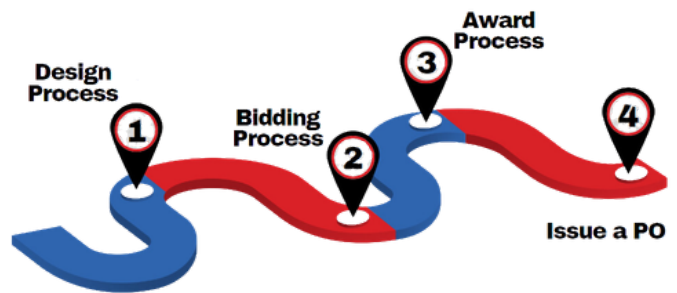 Design
Process
1
Bidding
Process
2
Award
Process
3
4
Issue a PO